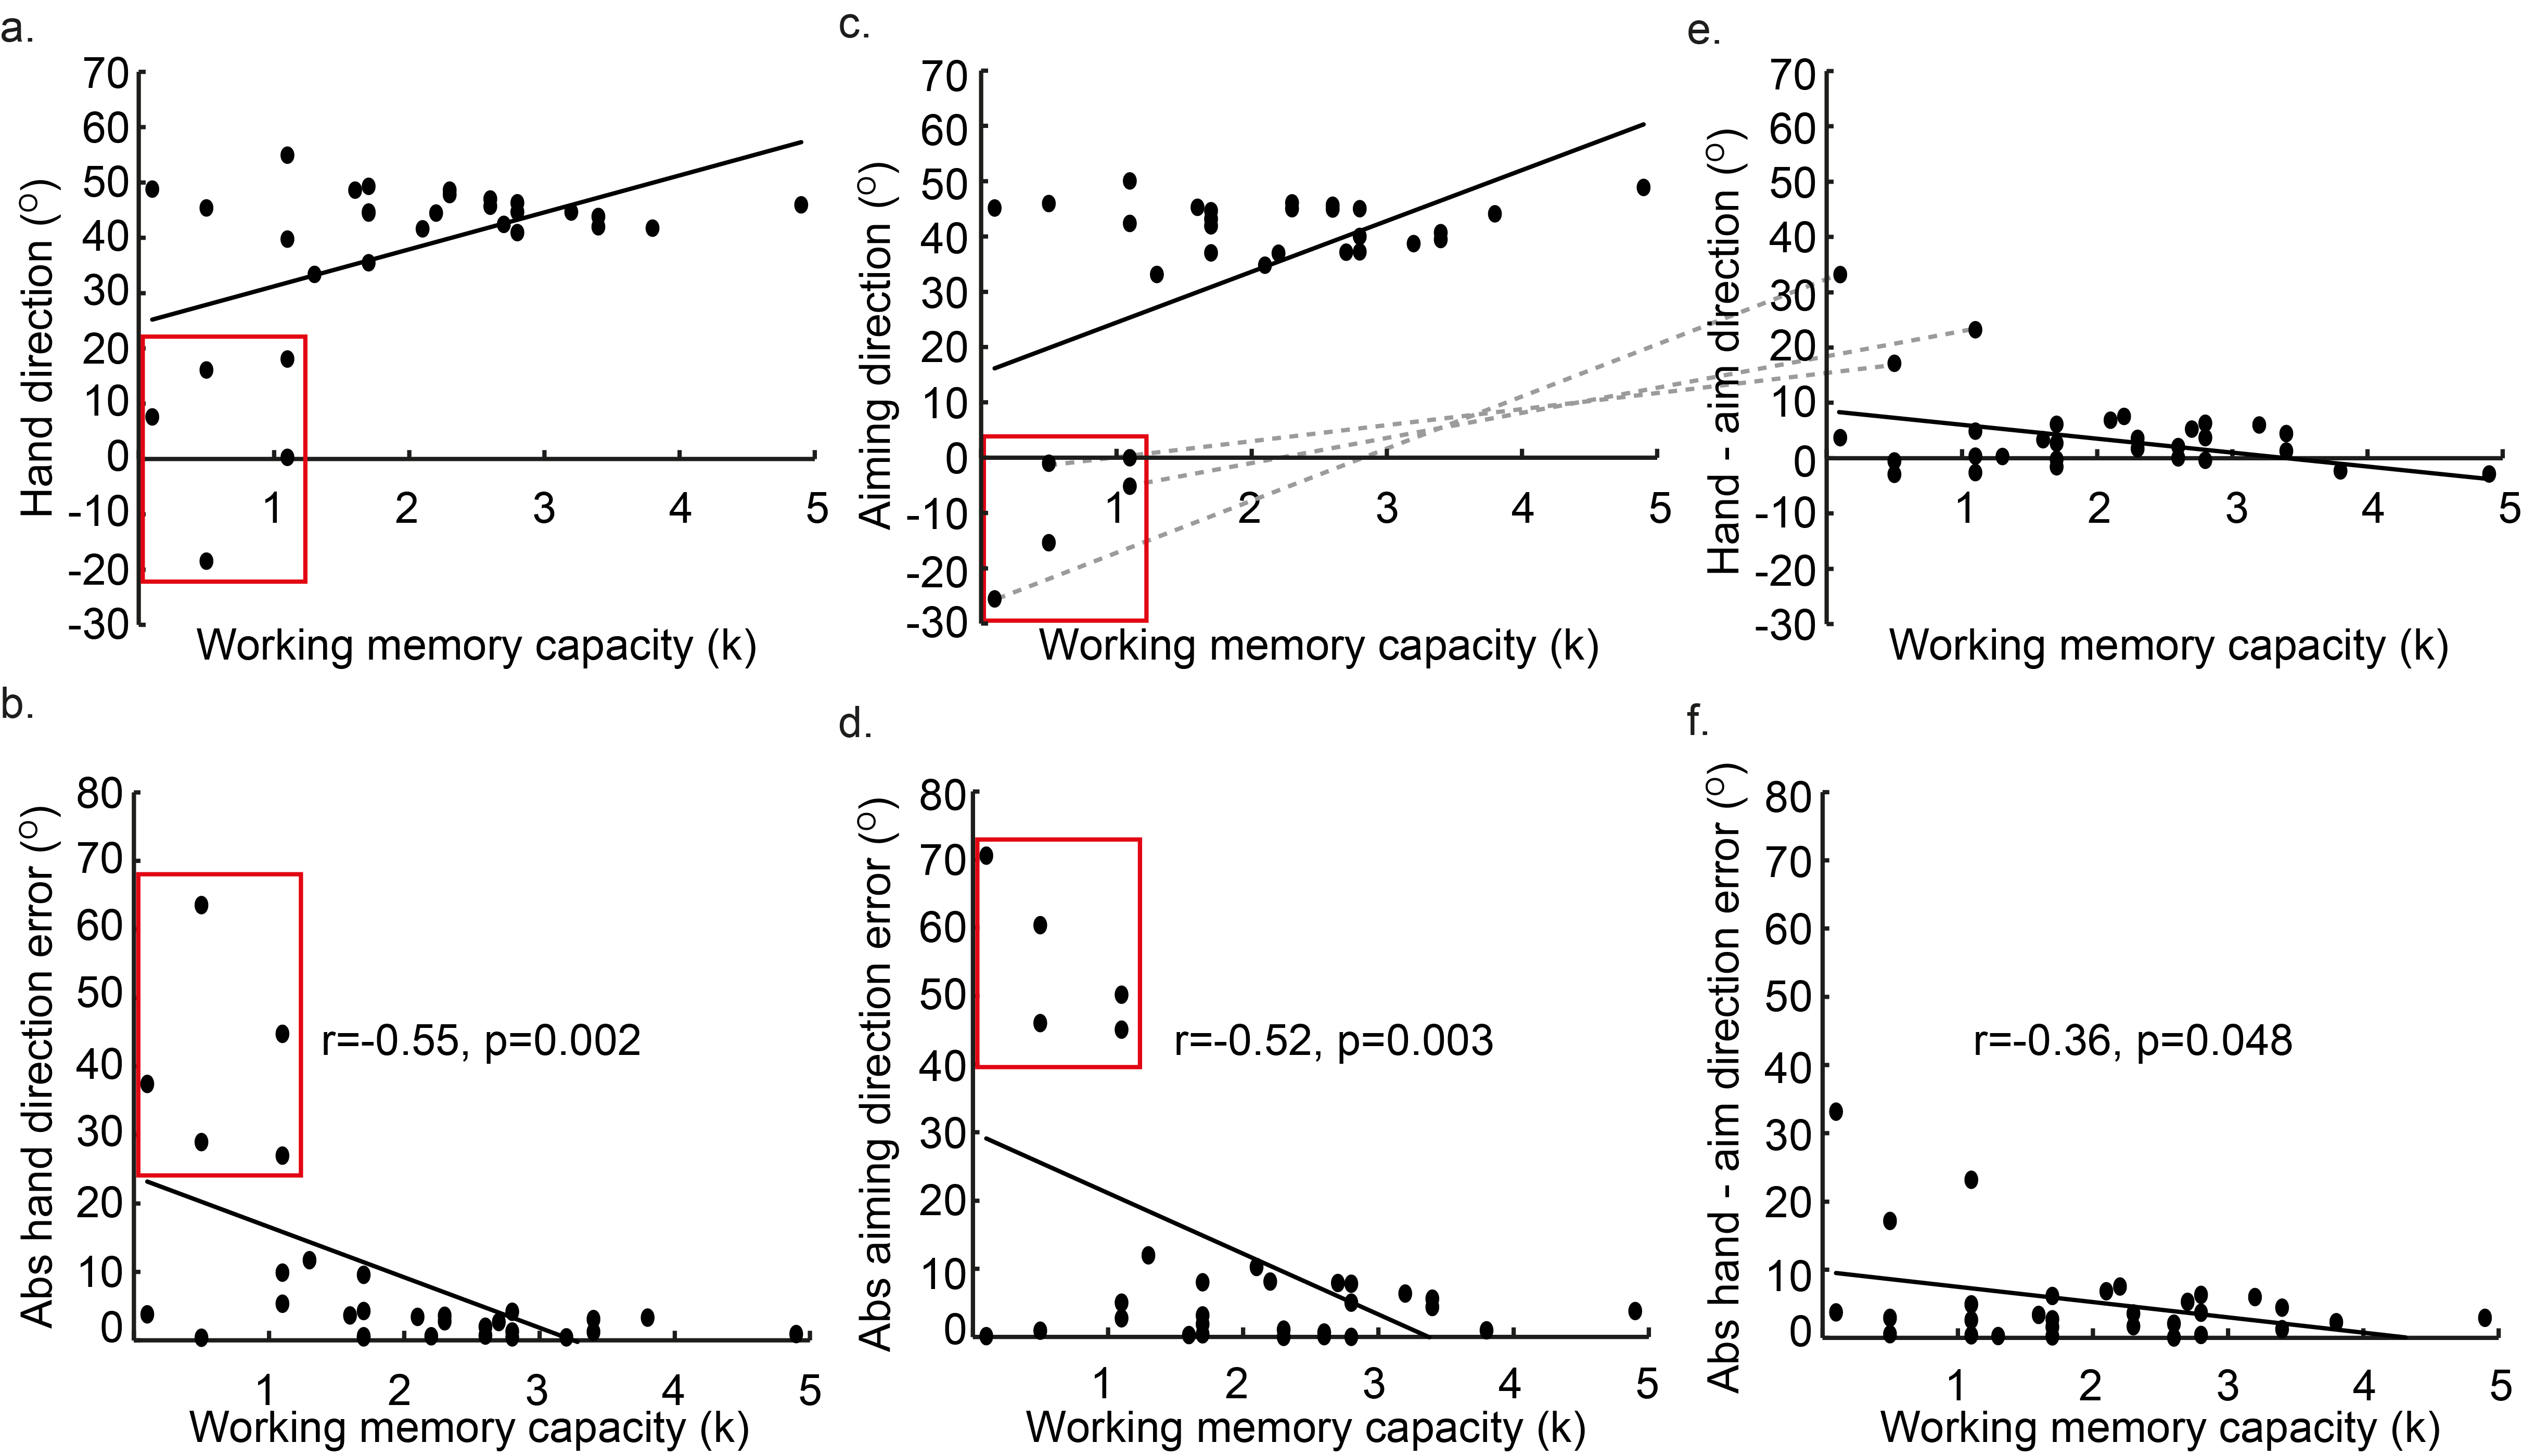 a.
70
60
50
40
30
20
10
0
-10
-20
-30
1 2 3 4 5
Hand direction (O)
Working memory capacity (k)
c.
70
60
50
40
30
20
10
0
-10
-20
-30
1 2 3 4 5
Aiming direction (O)
Working memory capacity (k)
e.
70
60
50
40
30
20
10
0
-10
-20
-30
1 2 3 4 5
Hand - aim direction (O)
Working memory capacity (k)
b.
80
70
60
50
40
30
20
10
0
1 2 3 4 5
Abs hand direction error (O)
r=-0.55, p=0.002
Working memory capacity (k)
d.
80
70
60
50
40
30
20
10
0
1 2 3 4 5
Abs aiming direction error (O)
r=-0.52, p=0.003
Working memory capacity (k)
f.
80
70
60
50
40
30
20
10
0
1 2 3 4 5
Abs hand - aim direction error (O)
r=-0.36, p=0.048
Working memory capacity (k)